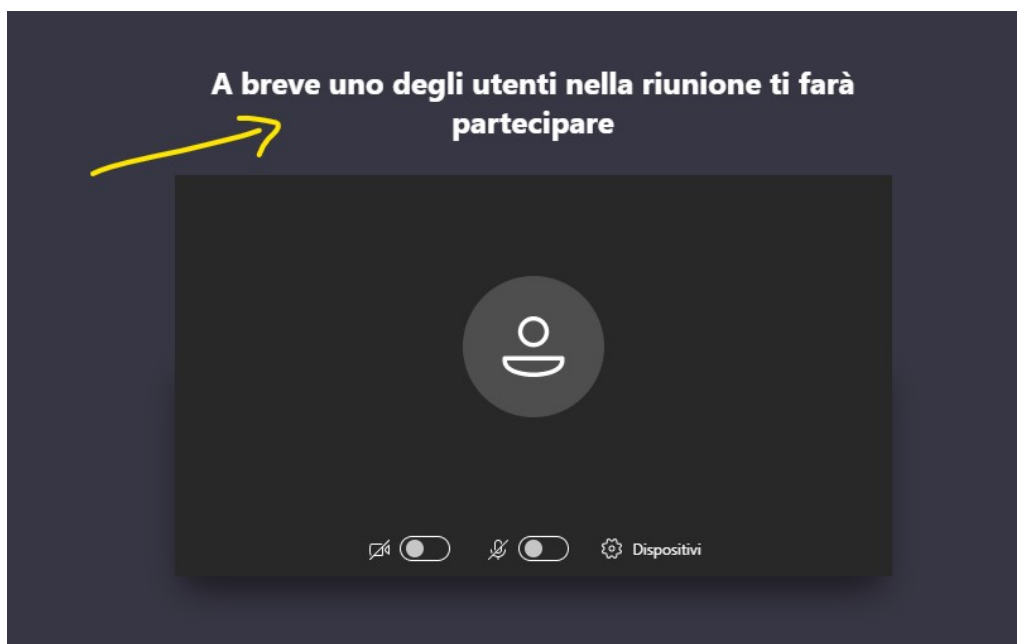 A breve uno degli utenti nella riunione ti farà
partecipare
Dispositivi